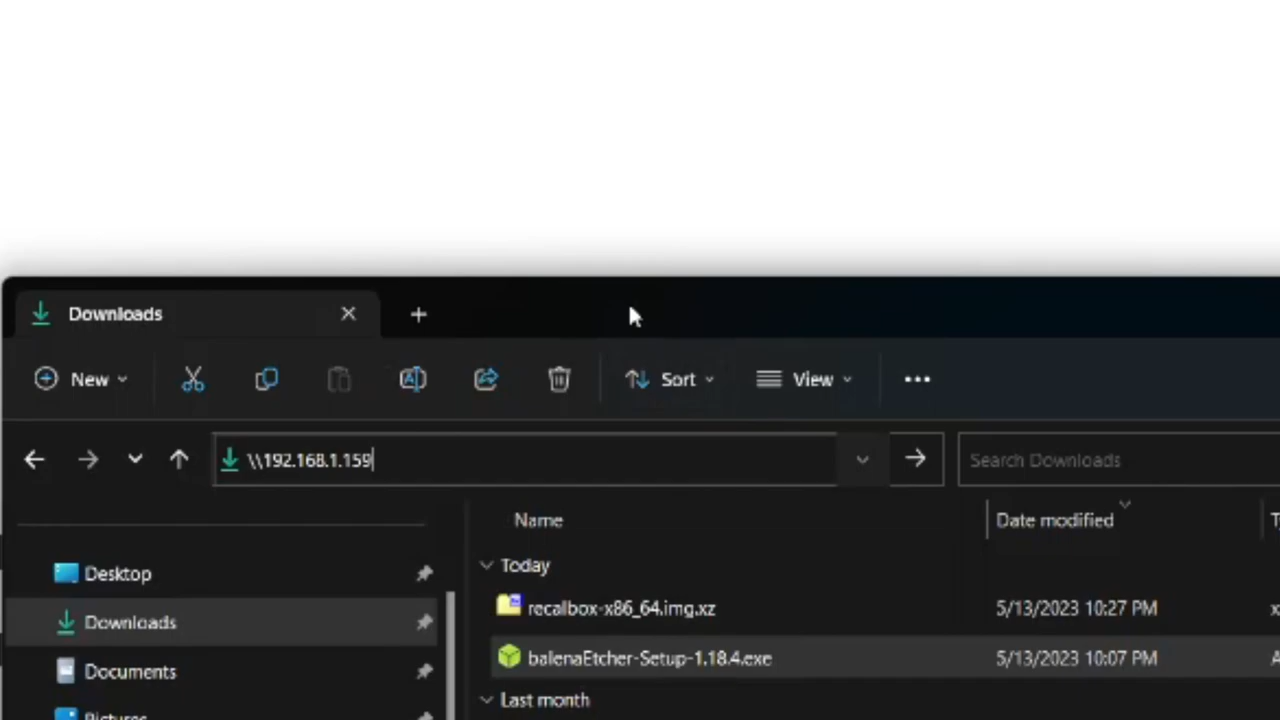 Downloads
New
Sort
View
\\192.168.1.159
Search Downloads
Name
Date modified
Today
Desktop
recalbox-x86_64.img.xz 5/13/2023 10:27 PM
Downloads
balenaEtcher-Setup-1.18.4.exe 5/13/2023 10:07 PM
Documents
Last month
Pictures